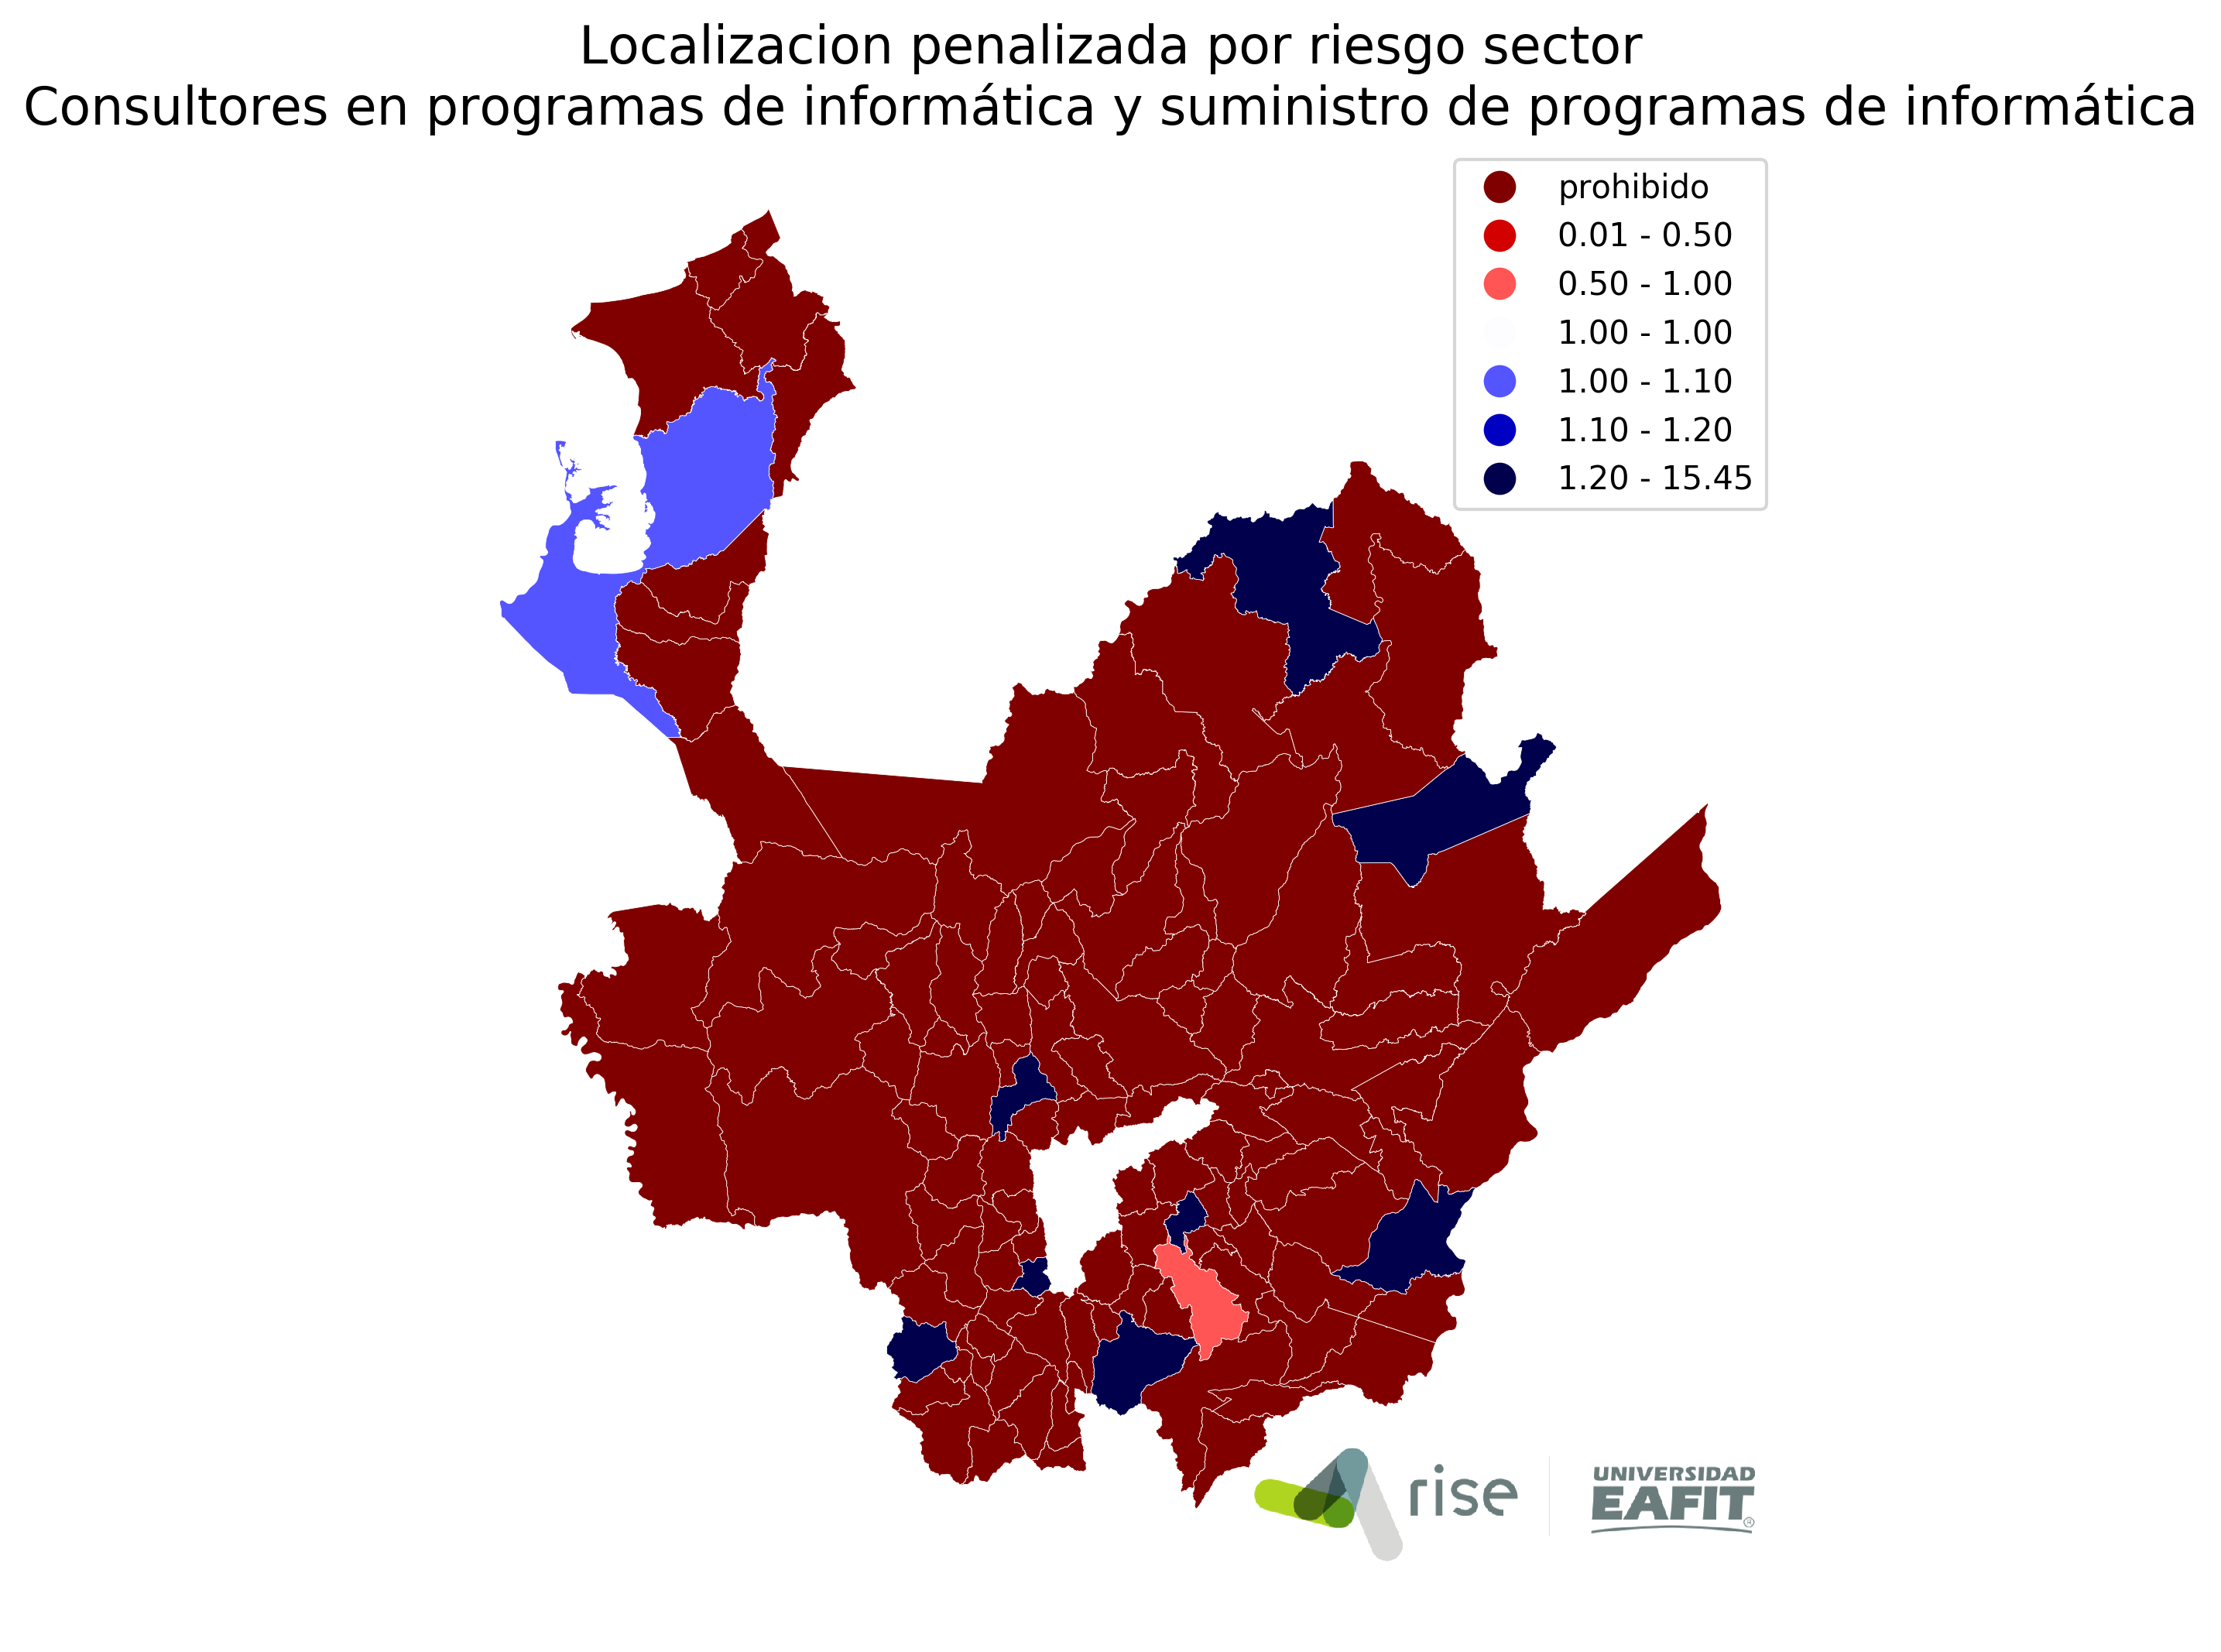 Localizacion penalizada por riesgo sector
Consultores en programas de informática y suministro de programas de informática
prohibido
0.01 - 0.50
0.50 - 1.00
1.00 - 1.00
1.00 - 1.10
1.10 - 1.20
1.20 - 15.45
rise
UNIVERSIDAD
EAFIT